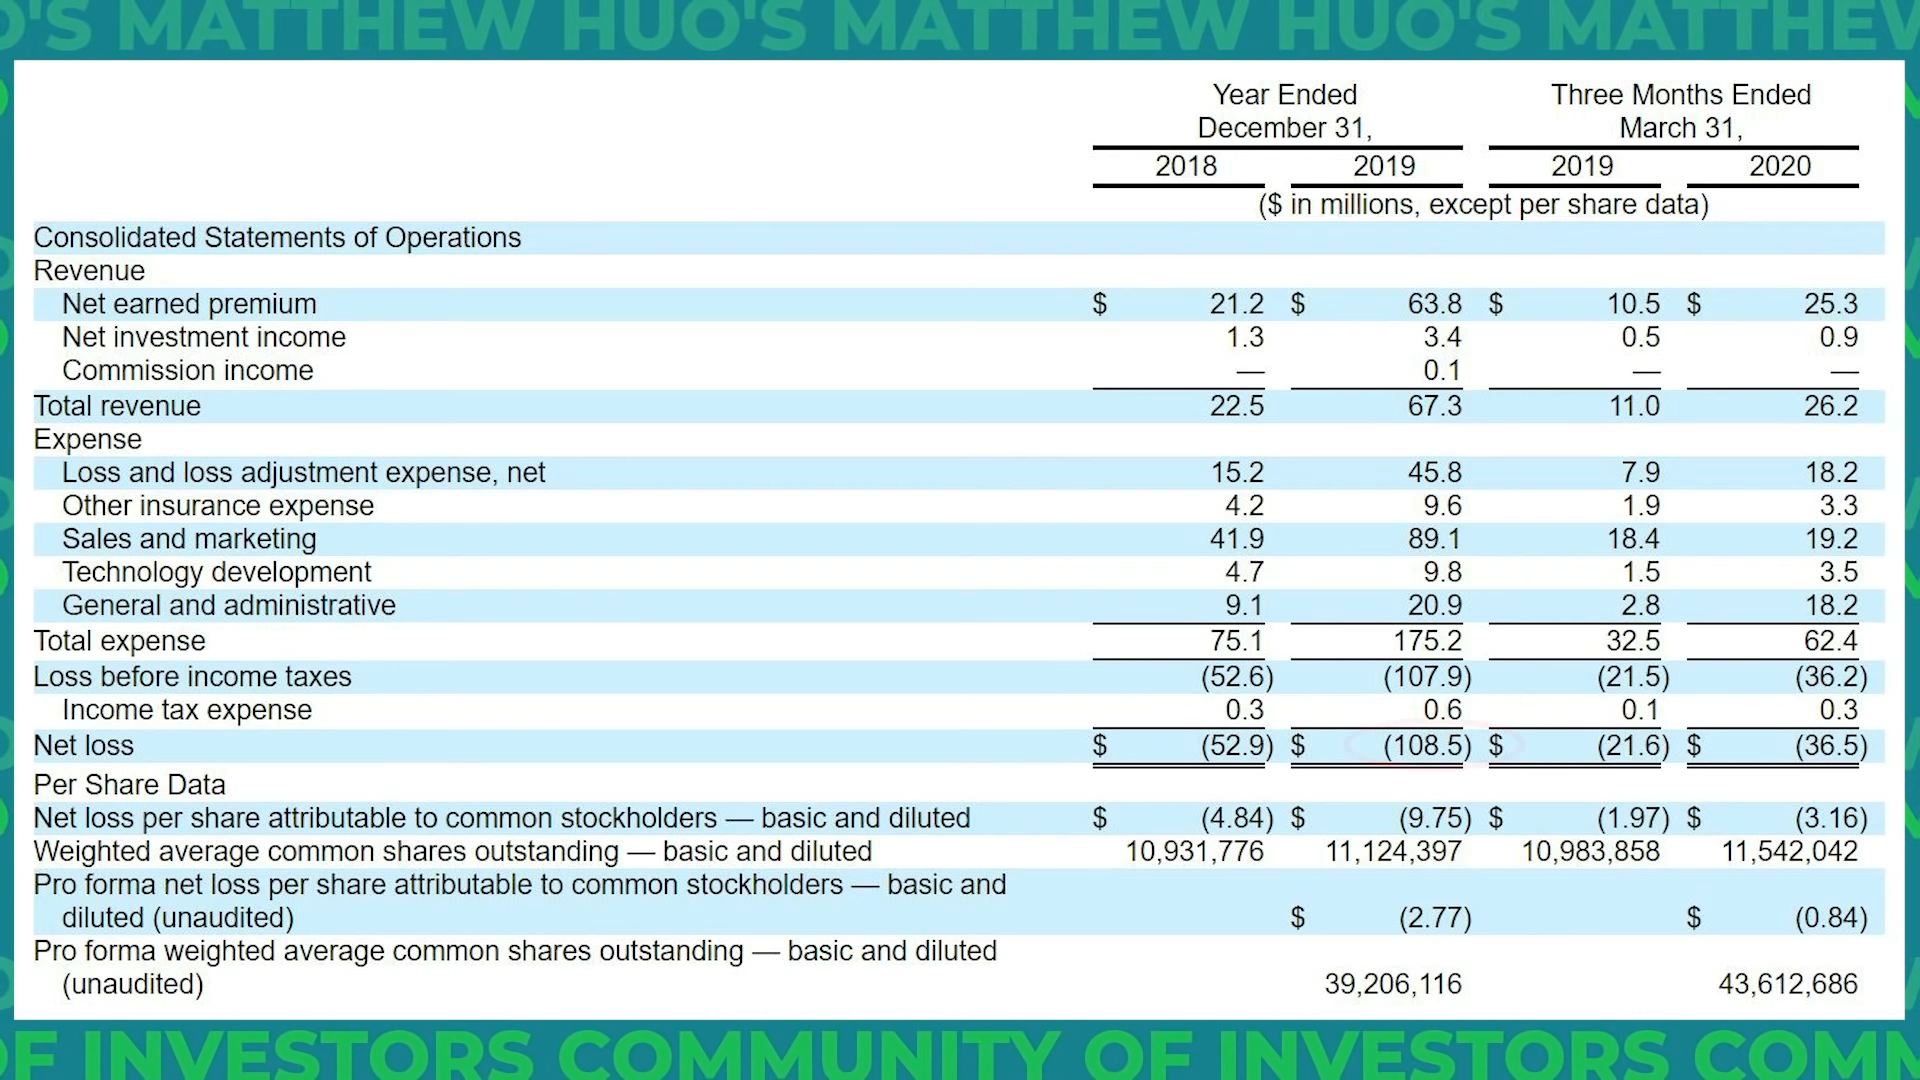 O'S MATTHEW HUO'S MATTHEW HUO'S MATTHEW
Year Ended Three Months Ended
December 31, March 31,
2018 2019 2019 2020
($ in millions, except per share data)
Consolidated Statements of Operations
Revenue
Net earned premium $ 21.2 $ 63.8 $ 10.5 $ 25.3
Net investment income 1.3 3.4 0.5 0.9
Commission income — 0.1 — —
Total revenue 22.5 67.3 11.0 26.2
Expense
Loss and loss adjustment expense, net 15.2 45.8 7.9 18.2
Other insurance expense 4.2 9.6 1.9 3.3
Sales and marketing 41.9 89.1 18.4 19.2
Technology development 4.7 9.8 1.5 3.5
General and administrative 9.1 20.9 2.8 18.2
Total expense 75.1 175.2 32.5 62.4
Loss before income taxes (52.6) (107.9) (21.5) (36.2)
Income tax expense 0.3 0.6 0.1 0.3
Net loss $ (52.9) $ (108.5) $ (21.6) $ (36.5)
Per Share Data
Net loss per share attributable to common stockholders — basic and diluted $ (4.84) $ (9.75) $ (1.97) $ (3.16)
Weighted average common shares outstanding — basic and diluted 10,931,776 11,124,397 10,983,858 11,542,042
Pro forma net loss per share attributable to common stockholders — basic and
diluted (unaudited) $ (2.77) $ (0.84)
Pro forma weighted average common shares outstanding — basic and diluted
(unaudited) 39,206,116 43,612,686
OF INVESTORS COMMUNITY OF INVESTORS COMM